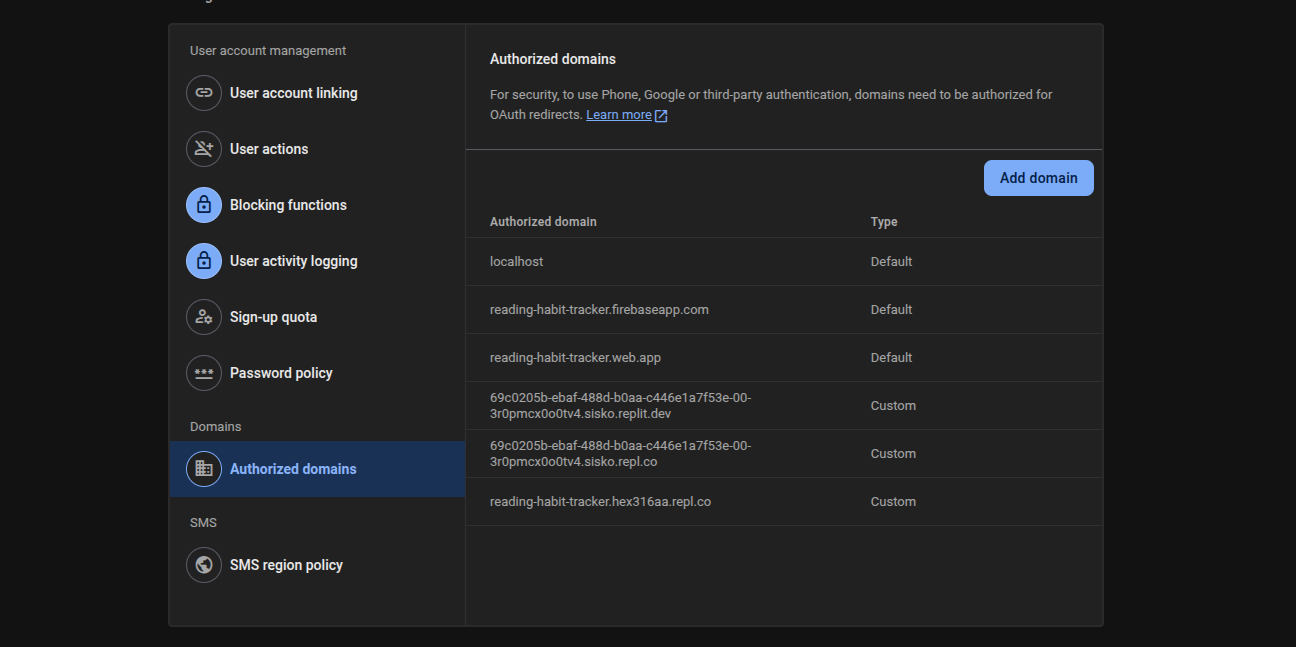 User account management
User account linking
User actions
Blocking functions
User activity logging
Sign-up quota
Password policy
Domains
Authorized domains
SMS
SMS region policy
Authorized domains
For security, to use Phone, Google or third-party authentication, domains need to be authorized for
OAuth redirects. Learn more
Add domain
Authorized domain Type
localhost Default
reading-habit-tracker.firebaseapp.com Default
reading-habit-tracker.web.app Default
69c0205b-ebaf-488d-b0aa-c446e1a7f53e-00-
3r0pmcx0o0tv4.sisko.replit.dev Custom
69c0205b-ebaf-488d-b0aa-c446e1a7f53e-00-
3r0pmcx0o0tv4.sisko.repl.co Custom
reading-habit-tracker.hex316aa.repl.co Custom